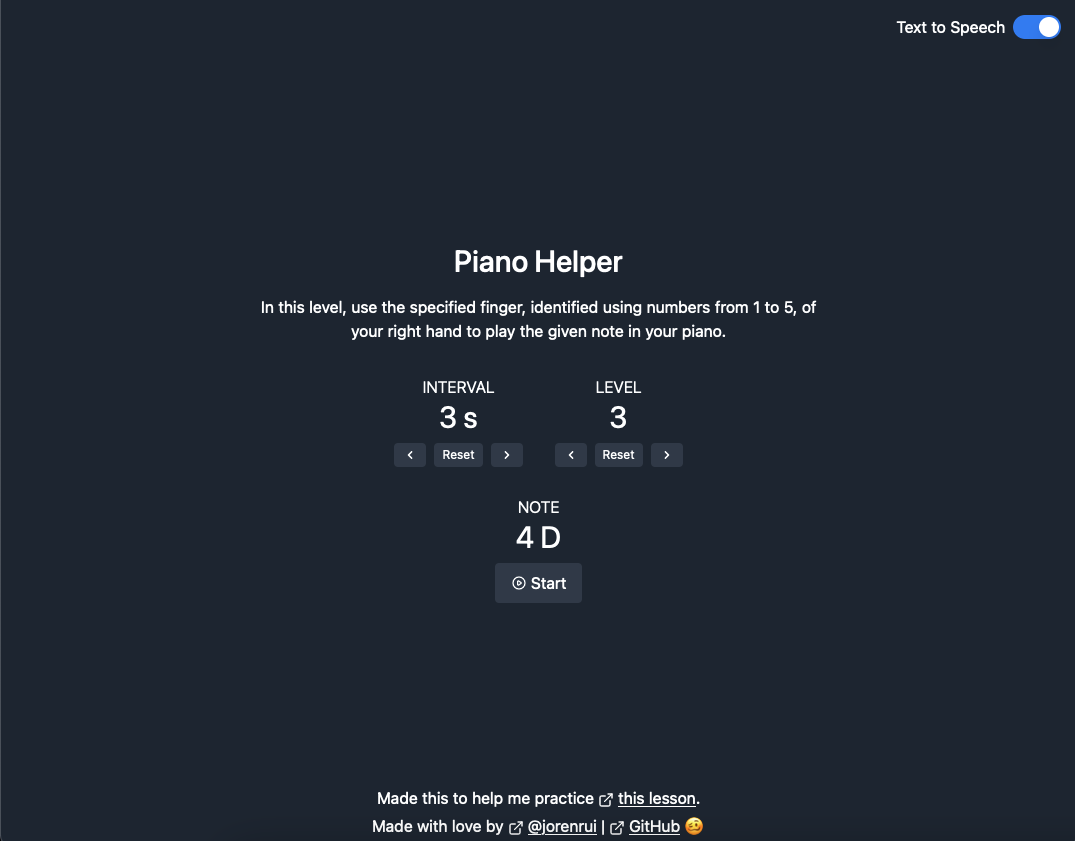 Text to Speech
Piano Helper
In this level, use the specified finger, identified using numbers from 1 to 5, of
your right hand to play the given note in your piano.
INTERVAL LEVEL
3 s 3
Reset Reset
NOTE
4 D
Start
Made this to help me practice this lesson.
Made with love by @jorenrui | GitHub 🥴